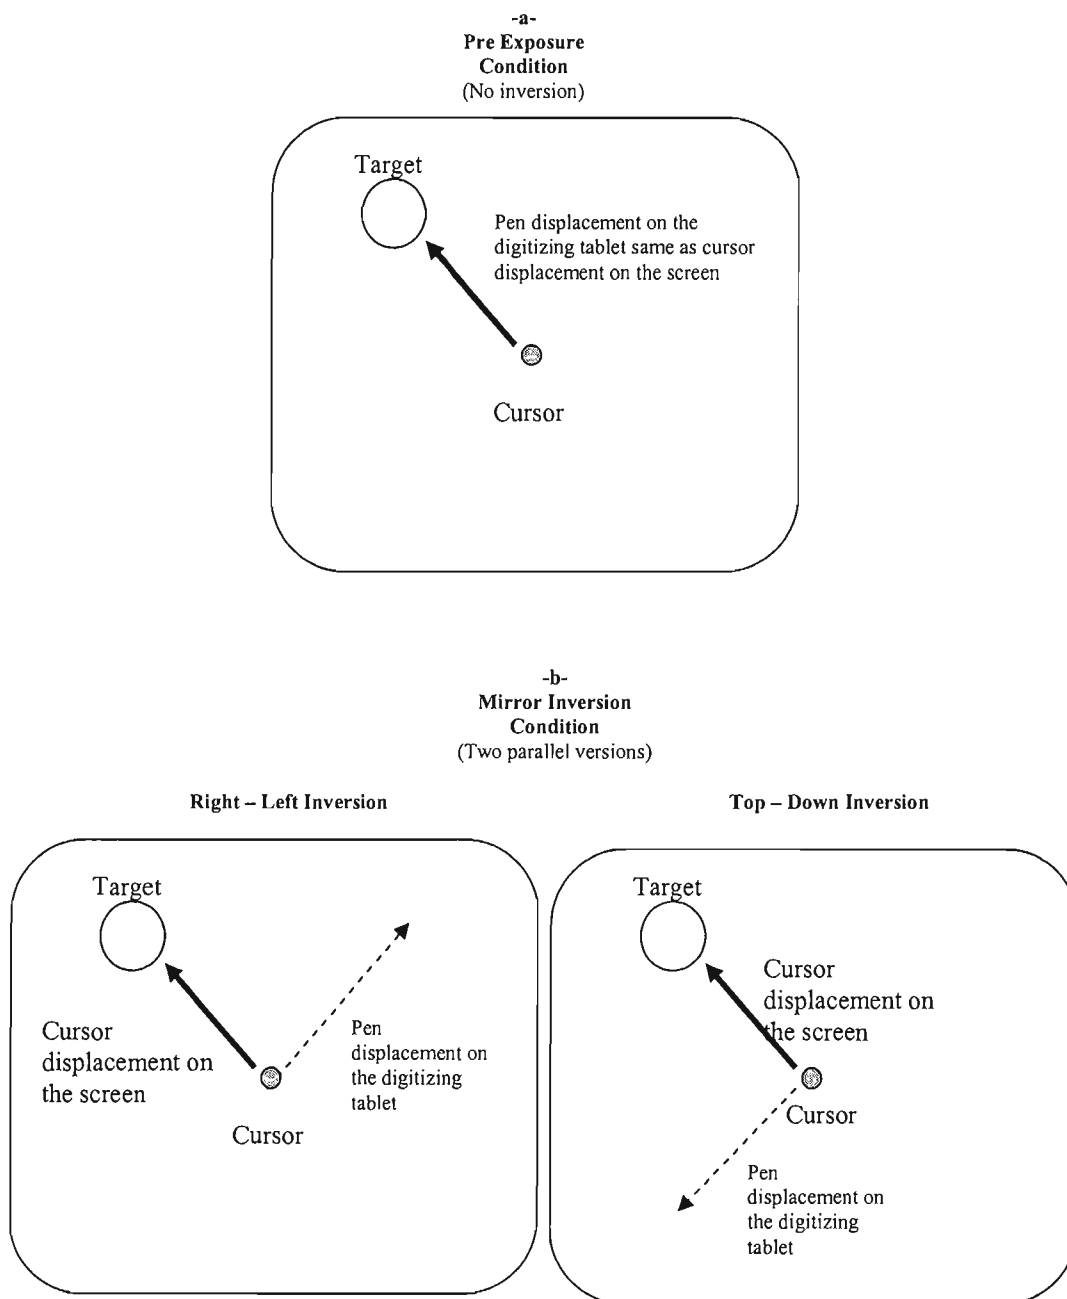 -a-
Pre Exposure
Condition
(No inversion)
Target
Pen displacement on the
digitizing tablet same as cursor
displacement on the screen
Cursor
-b-
Mirror Inversion
Condition
(Two parallel versions)
Right – Left Inversion
Target
Cursor
displacement on
the screen
Pen
displacement on
the digitizing
tablet
Cursor
Top – Down Inversion
Target
Cursor
displacement on
the screen
Cursor
Pen
displacement on
the digitizing
tablet